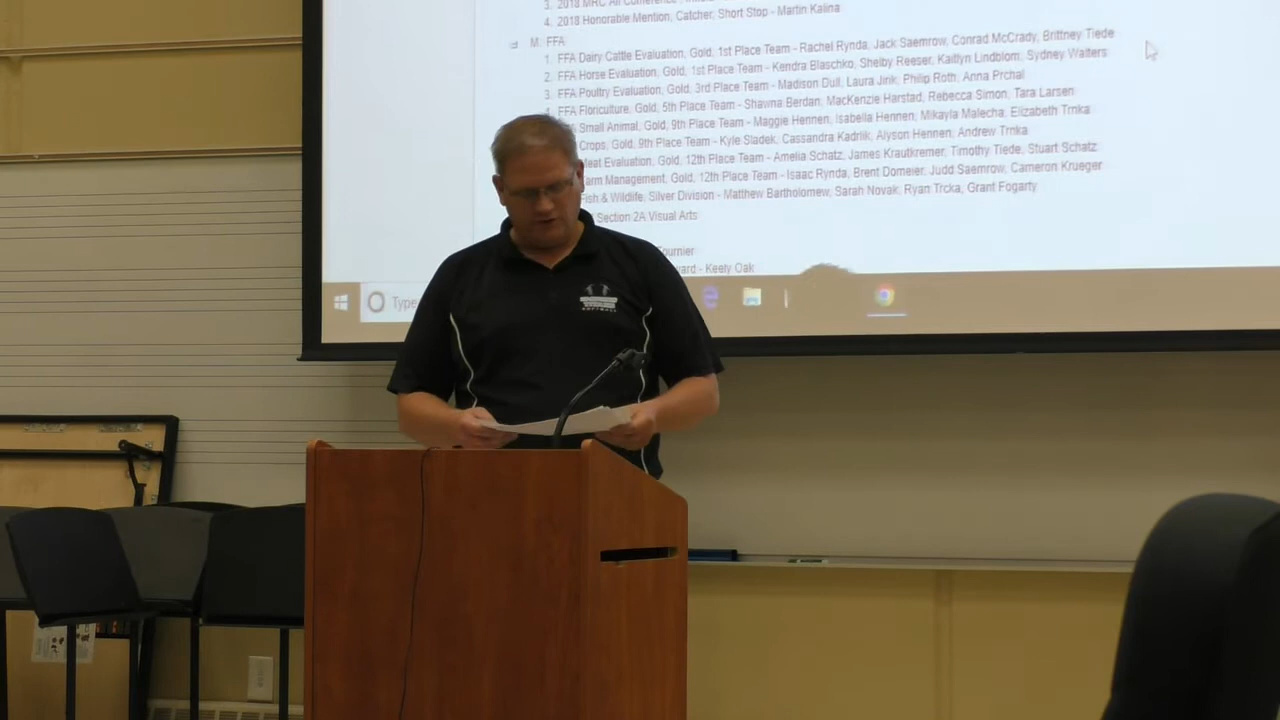 3. 2018 MRC All Conference
4. 2018 Honorable Mention, Catcher, Short Stop - Martin Kalina
M. FFA
1. FFA Dairy Cattle Evaluation, Gold, 1st Place Team - Rachel Rynda, Jack Saemrow, Conrad McCrady, Brittney Tiede
2. FFA Horse Evaluation, Gold, 1st Place Team - Kendra Blaschko, Shelby Reeser, Kaitlyn Lindblom, Sydney Walters
3. FFA Poultry Evaluation, Gold, 3rd Place Team - Madison Dull, Laura Jirik, Philip Roth, Anna Prchal
4. FFA Floriculture, Gold, 5th Place Team - Shawna Berdan, MacKenzie Harstad, Rebecca Simon, Tara Larsen
Small Animal, Gold, 9th Place Team - Maggie Hennen, Isabella Hennen, Mikayla Malecha, Elizabeth Trnka
Crops, Gold, 9th Place Team - Kyle Sladek, Cassandra Kadrlik, Alyson Hennen, Andrew Trnka
Meat Evaluation, Gold, 12th Place Team - Amelia Schatz, James Krautkremer, Timothy Tiede, Stuart Schatz
arm Management, Gold, 12th Place Team - Isaac Rynda, Brent Domeier, Judd Saemrow, Cameron Krueger
Fish & Wildlife, Silver Division - Matthew Bartholomew, Sarah Novak, Ryan Trcka, Grant Fogarty
Section 2A Visual Arts
Fournier
ward - Keely Oak
Type
SOFTBALL